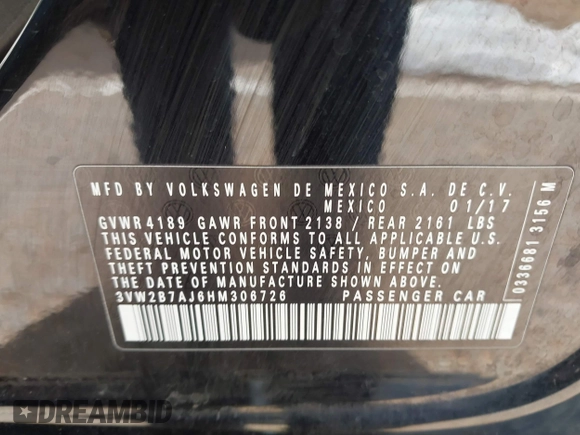 MFD BY VOLKSWAGEN DE MEXICO S.A. DE C.V.
MEXICO 01/17
GVWR 4189 GAWR FRONT 2138 / REAR 2161 LBS
THIS VEHICLE CONFORMS TO ALL APPLICABLE U.S.
FEDERAL MOTOR VEHICLE SAFETY, BUMPER AND
THEFT PREVENTION STANDARDS IN EFFECT ON
THE DATE OF MANUFACTURE SHOWN ABOVE.
3VW2B7AJ6HM306726 PASSENGER CAR
0336681 3156 M
DREAMBID